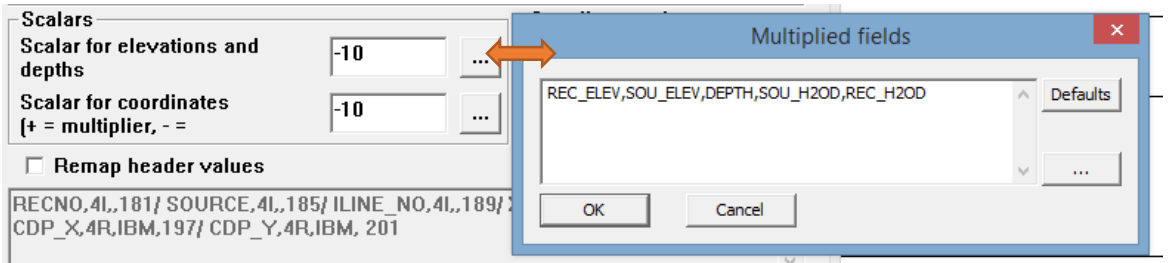 Scalars
Scalar for elevations and
depths
-10
...
Scalar for coordinates
(+ = multiplier, - =
-10
...
Remap header values
RECNO,4I,,181/ SOURCE,4I,,185/ ILINE_NO,4I,,189/
CDP_X,4R,IBM,197/ CDP_Y,4R,IBM, 201
Multiplied fields
REC_ELEV,SOU_ELEV,DEPTH,SOU_H2OD,REC_H2OD
Defaults
...
OK
Cancel